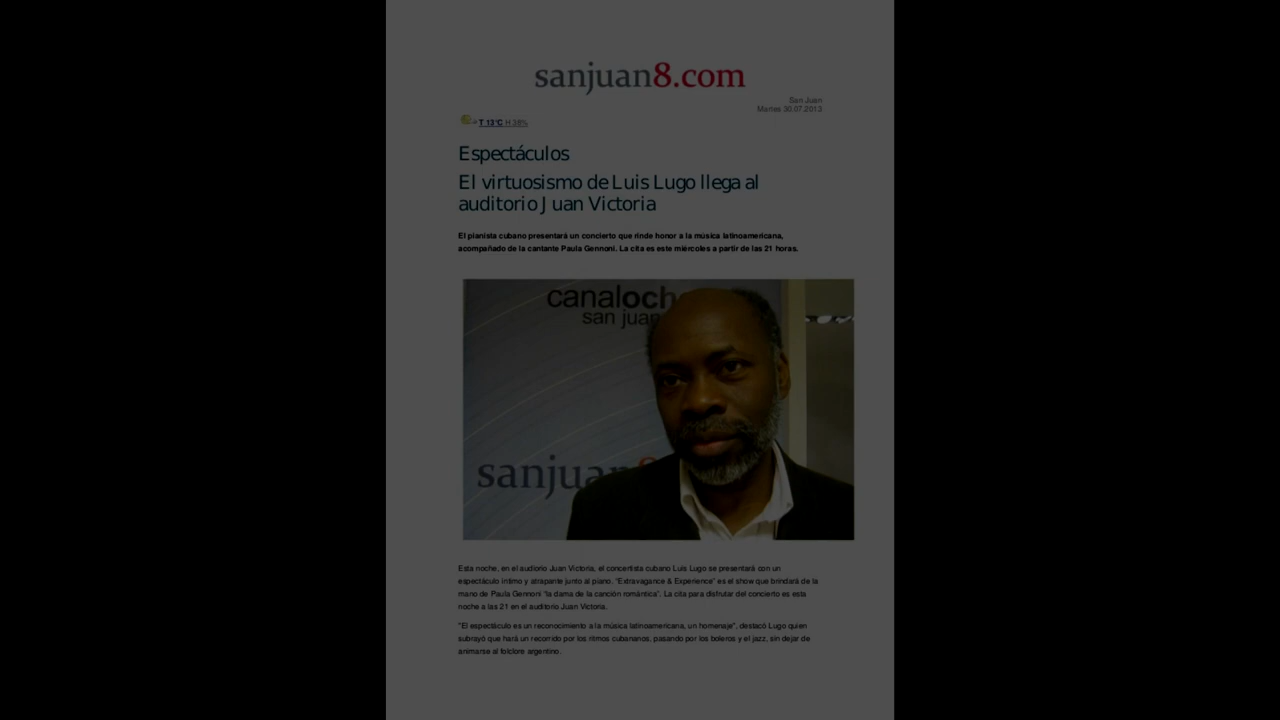 sanjuan8.com
San Juan
Martes 30.07.2013
T 13°C H 38%
Espectáculos
El virtuosismo de Luis Lugo llega al
auditorio Juan Victoria
El pianista cubano presentará un concierto que rinde honor a la música latinoamericana,
acompañado de la cantante Paula Gennoni. La cita es este miércoles a partir de las 21 horas.
canaloch
san juan
sanjuan8
Esta noche, en el audiorio Juan Victoria, el concertista cubano Luis Lugo se presentará con un
espectáculo íntimo y atrapante junto al piano. "Extravagance & Experience" es el show que brindará de la
mano de Paula Gennoni "la dama de la canción romántica". La cita para disfrutar del concierto es esta
noche a las 21 en el auditorio Juan Victoria.
"El espectáculo es un reconocimiento a la música latinoamericana, un homenaje", destacó Lugo quien
subrayó que hará un recorrido por los ritmos cubananos, pasando por los boleros y el jazz, sin dejar de
animarse al folclore argentino.